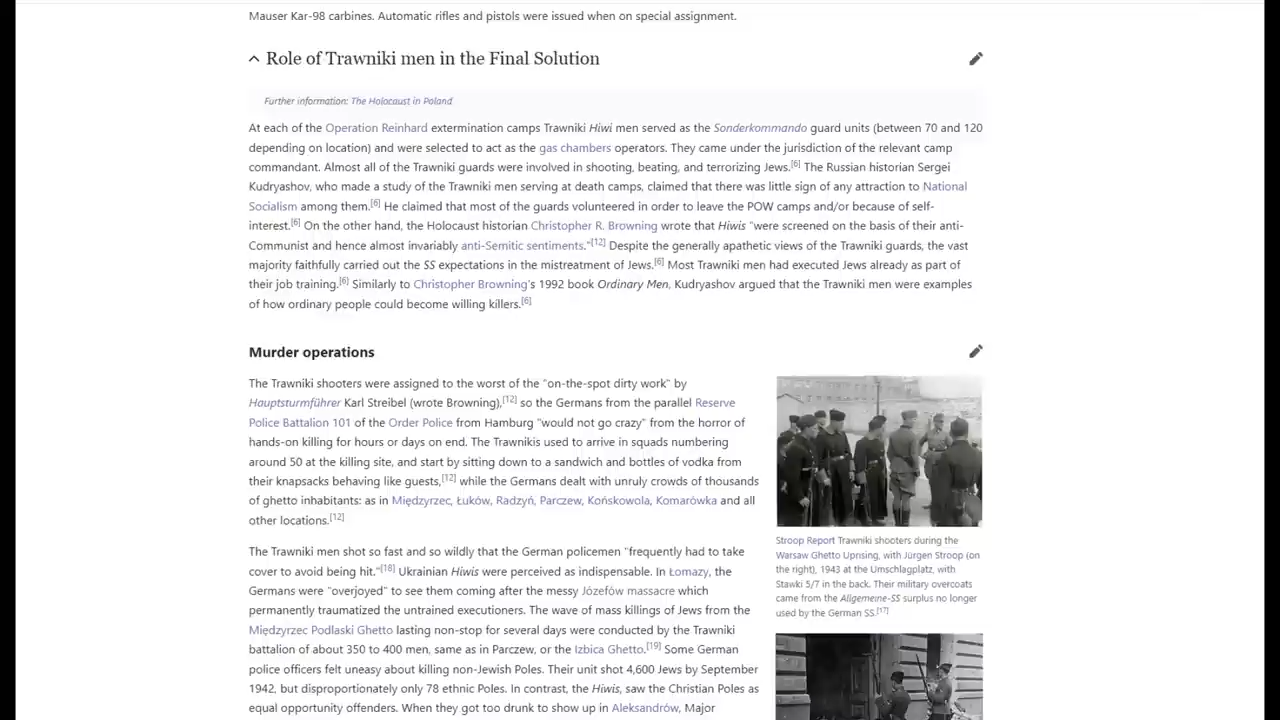 Mauser Kar-98 carbines. Automatic rifles and pistols were issued when on special assignment.
Role of Trawniki men in the Final Solution
Further information: The Holocaust in Poland
At each of the Operation Reinhard extermination camps Trawniki Hiwi men served as the Sonderkommando guard units (between 70 and 120
depending on location) and were selected to act as the gas chambers operators. They came under the jurisdiction of the relevant camp
commandant. Almost all of the Trawniki guards were involved in shooting, beating, and terrorizing Jews.[6] The Russian historian Sergei
Kudryashov, who made a study of the Trawniki men serving at death camps, claimed that there was little sign of any attraction to National
Socialism among them.[6] He claimed that most of the guards volunteered in order to leave the POW camps and/or because of self-
interest.[6] On the other hand, the Holocaust historian Christopher R. Browning wrote that Hiwis "were screened on the basis of their anti-
Communist and hence almost invariably anti-Semitic sentiments."[12] Despite the generally apathetic views of the Trawniki guards, the vast
majority faithfully carried out the SS expectations in the mistreatment of Jews.[6] Most Trawniki men had executed Jews already as part of
their job training.[6] Similarly to Christopher Browning's 1992 book Ordinary Men, Kudryashov argued that the Trawniki men were examples
of how ordinary people could become willing killers.[6]
Murder operations
The Trawniki shooters were assigned to the worst of the "on-the-spot dirty work" by
Hauptsturmführer Karl Streibel (wrote Browning),[12] so the Germans from the parallel Reserve
Police Battalion 101 of the Order Police from Hamburg "would not go crazy" from the horror of
hands-on killing for hours or days on end. The Trawnikis used to arrive in squads numbering
around 50 at the killing site, and start by sitting down to a sandwich and bottles of vodka from
their knapsacks behaving like guests,[12] while the Germans dealt with unruly crowds of thousands
of ghetto inhabitants: as in Międzyrzec, Łuków, Radzyń, Parczew, Końskowola, Komarówka and all
other locations.[12]
The Trawniki men shot so fast and so wildly that the German policemen "frequently had to take
cover to avoid being hit."[18] Ukrainian Hiwis were perceived as indispensable. In Łomazy, the
Germans were "overjoyed" to see them coming after the messy Józefów massacre which
permanently traumatized the untrained executioners. The wave of mass killings of Jews from the
Międzyrzec Podlaski Ghetto lasting non-stop for several days were conducted by the Trawniki
battalion of about 350 to 400 men, same as in Parczew, or the Izbica Ghetto.[19] Some German
police officers felt uneasy about killing non-Jewish Poles. Their unit shot 4,600 Jews by September
1942, but disproportionately only 78 ethnic Poles. In contrast, the Hiwis, saw the Christian Poles as
equal opportunity offenders. When they got too drunk to show up in Aleksandrów, Major
Stroop Report Trawniki shooters during the
Warsaw Ghetto Uprising, with Jürgen Stroop (on
the right), 1943 at the Umschlagplatz, with
Stawki 5/7 in the back. Their military overcoats
came from the Allgemeine-SS surplus no longer
used by the German SS.[17]